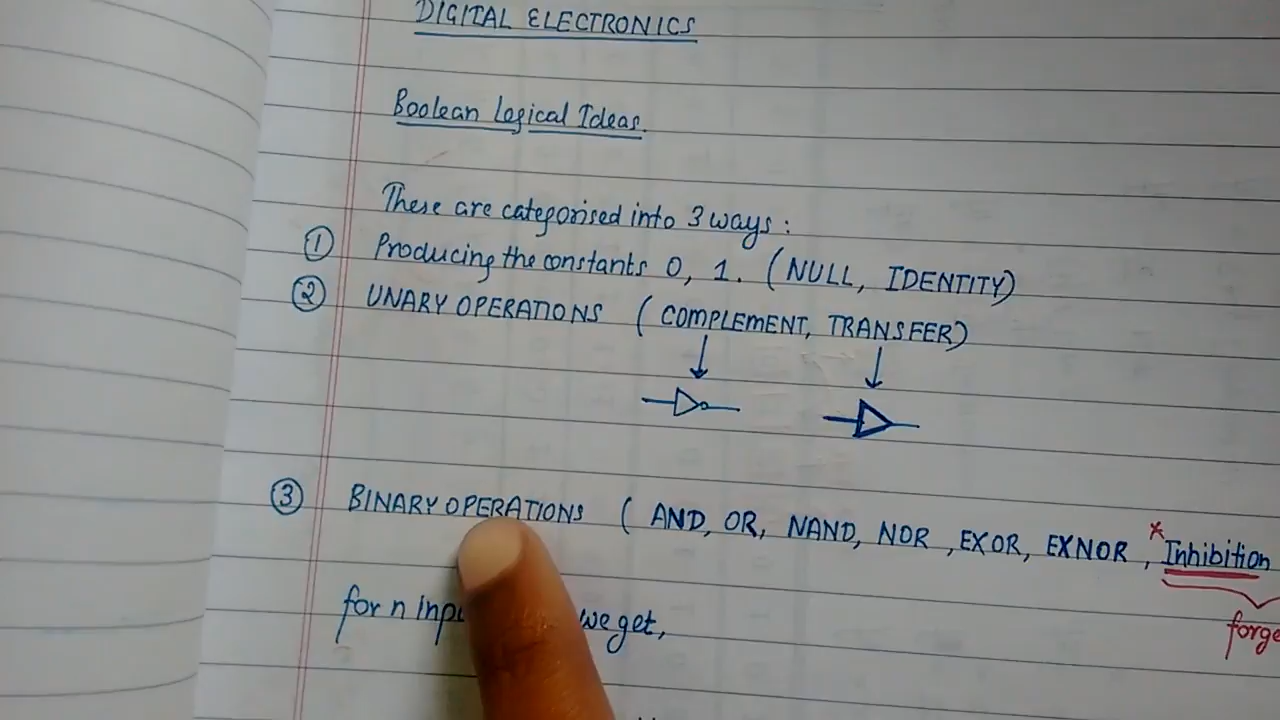 DIGITAL ELECTRONICS
Boolean Logical Ideas.
These are categorised into 3 ways:
① Producing the constants 0, 1. (NULL, IDENTITY)
② UNARY OPERATIONS (COMPLEMENT, TRANSFER)
③ BINARY OPERATIONS (AND, OR, NAND, NOR, EXOR, EXNOR, *Inhibition
for n we get,